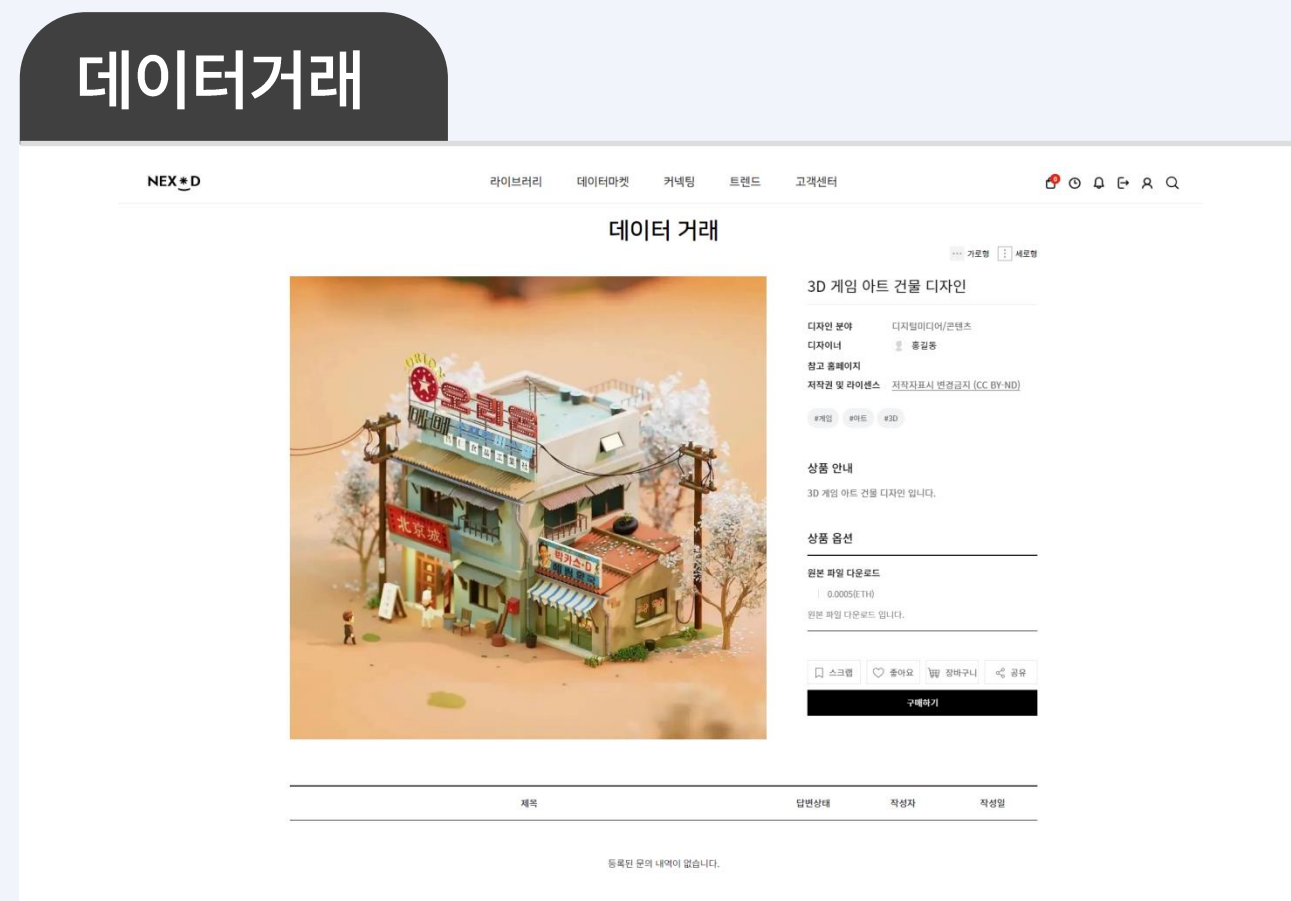 데이터거래
NEX*D
라이브러리 데이터마켓 커넥팅 트렌드 고객센터
0
데이터 거래
가로형 세로형
3D 게임 아트 건물 디자인
디자인 분야 디지털미디어/콘텐츠
디자이너 홍길동
참고 홈페이지
저작권 및 라이센스 저작자표시 변경금지 (CC BY-ND)
#게임 #아트 #3D
상품 안내
3D 게임 아트 건물 디자인 입니다.
상품 옵션
원본 파일 다운로드
0.0005(ETH)
원본 파일 다운로드 입니다.
스크랩 좋아요 장바구니 공유
구매하기
ORION
오리온
北京城
제목 답변상태 작성자 작성일
등록된 문의 내역이 없습니다.